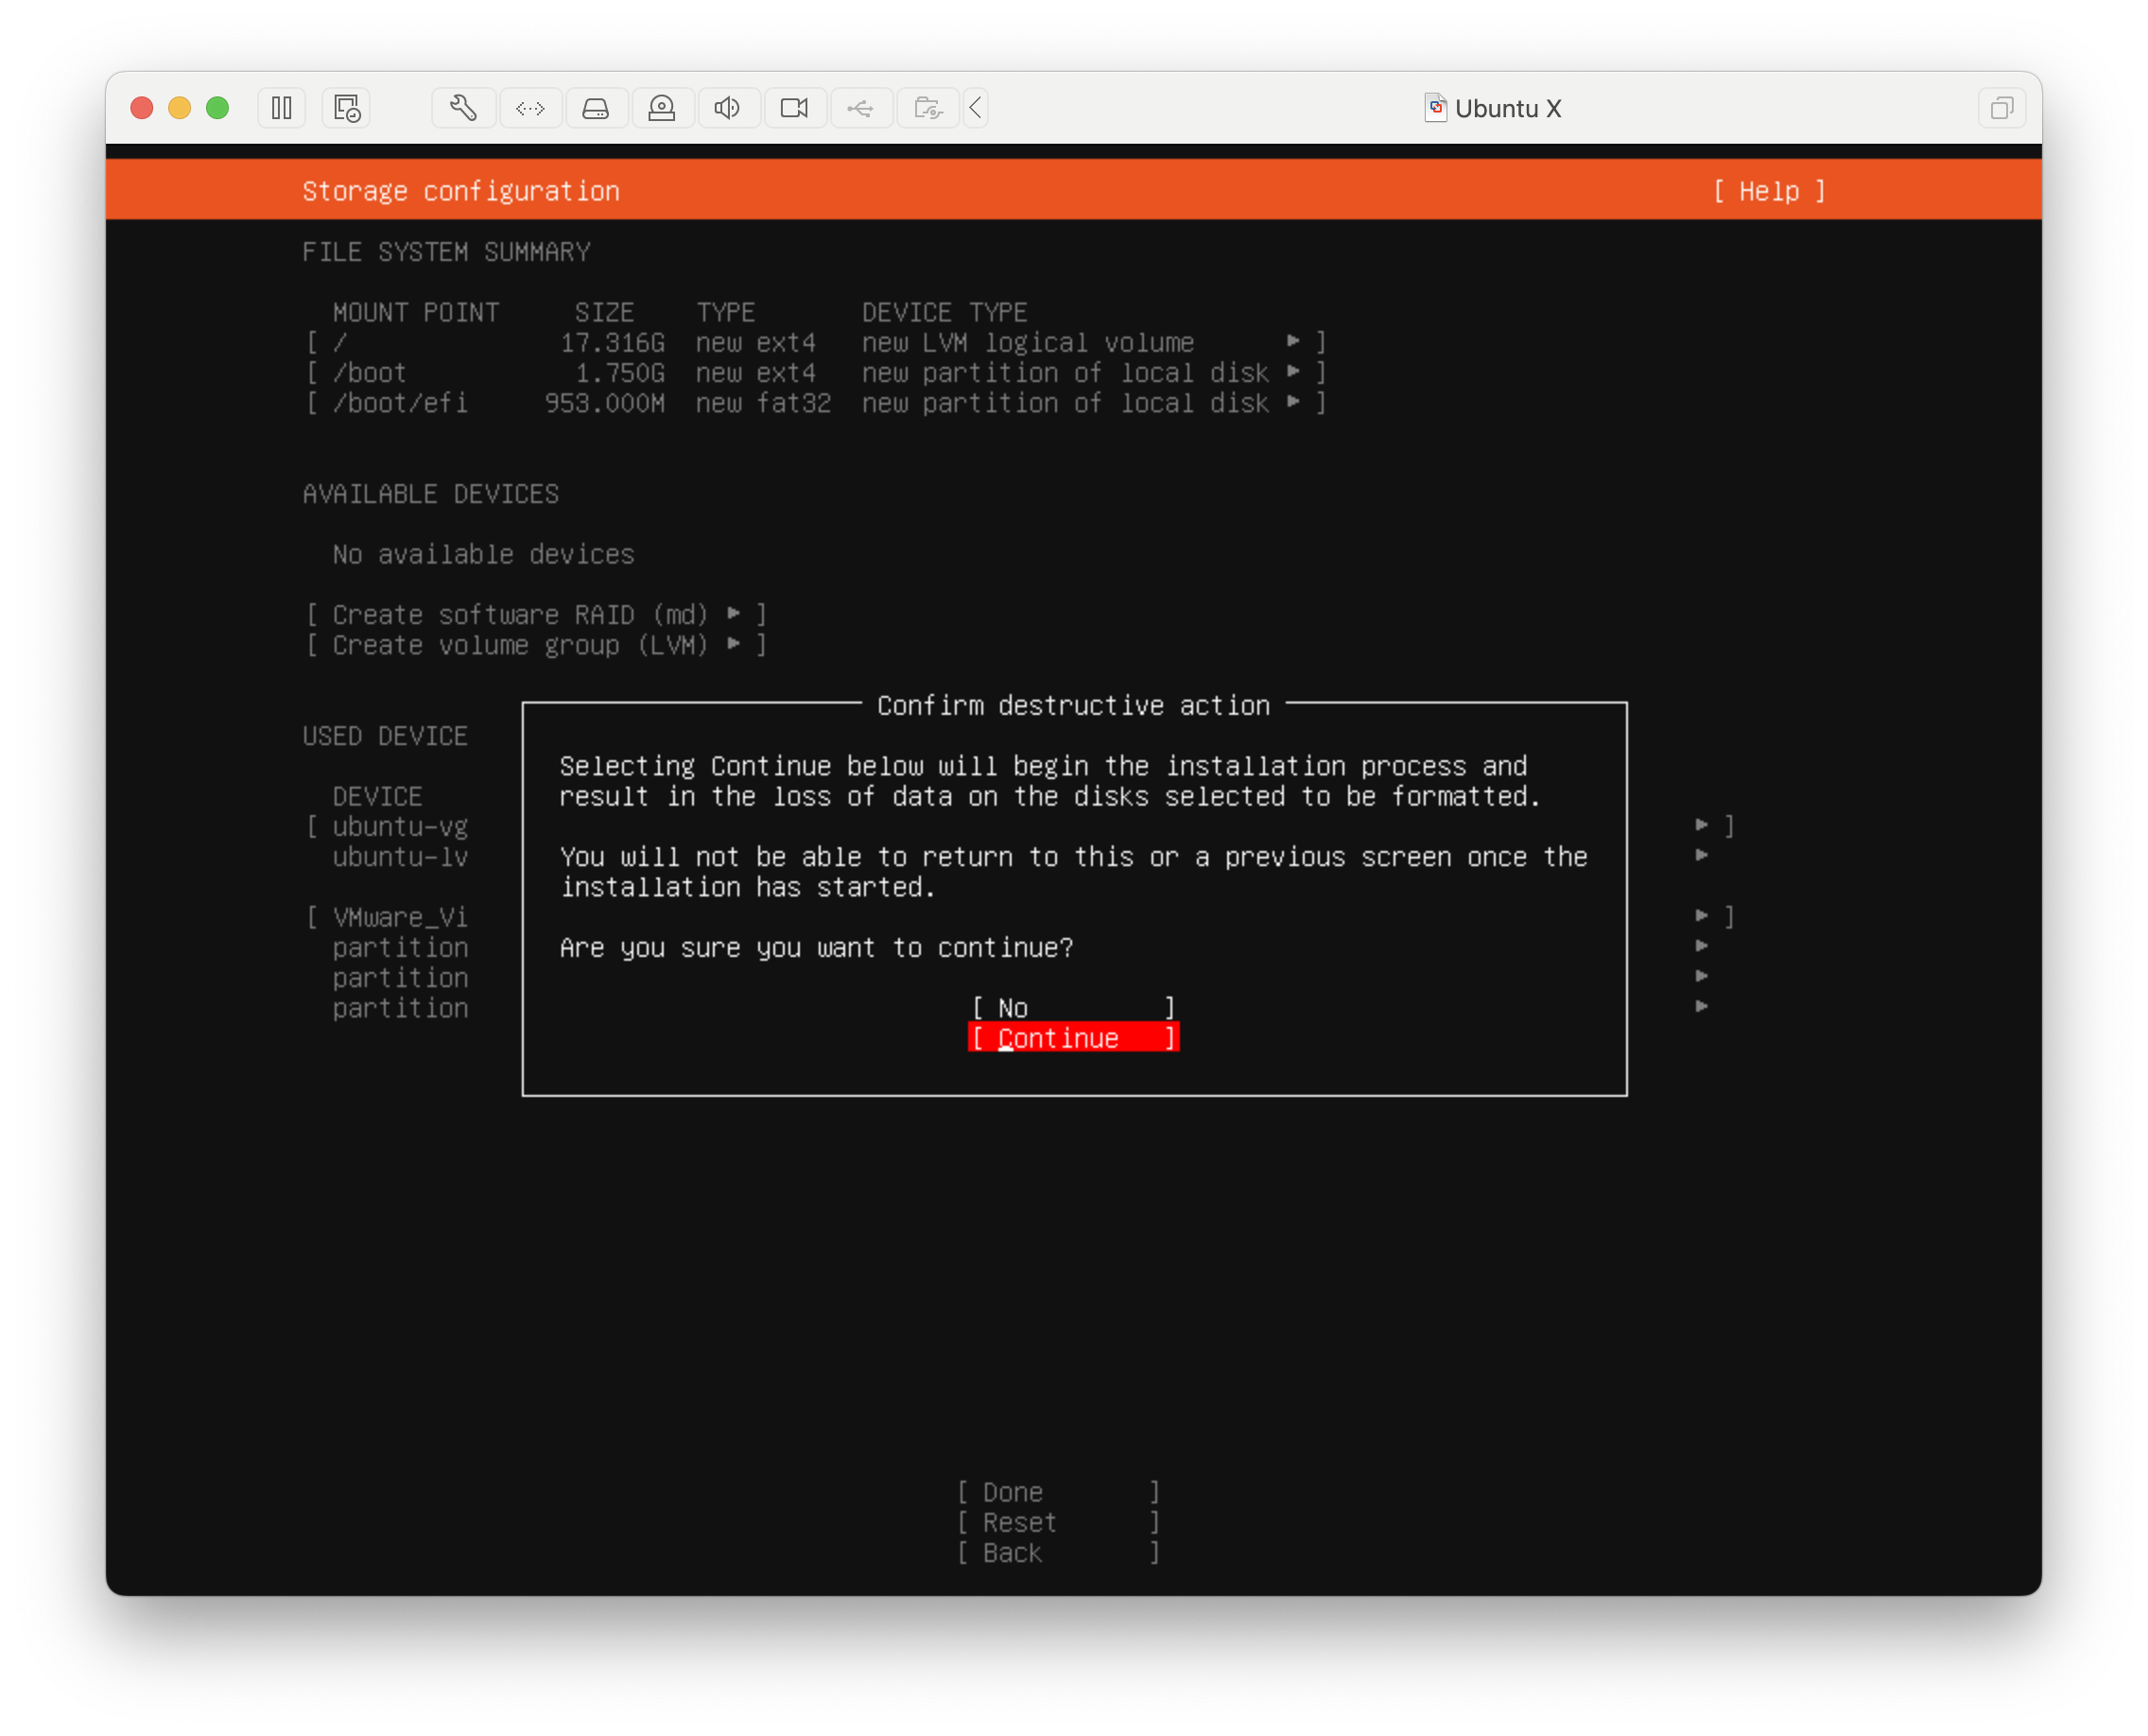 Ubuntu X
Storage configuration [ Help ]
FILE SYSTEM SUMMARY
MOUNT POINT SIZE TYPE DEVICE TYPE
[ / 17.316G new ext4 new LVM logical volume ▸ ]
[ /boot 1.750G new ext4 new partition of local disk ▸ ]
[ /boot/efi 953.000M new fat32 new partition of local disk ▸ ]
AVAILABLE DEVICES
No available devices
[ Create software RAID (md) ▸ ]
[ Create volume group (LVM) ▸ ]
USED DEVICE
DEVICE
[ ubuntu-vg ▸ ]
ubuntu-lv ▸
[ VMware_Vi ▸ ]
partition ▸
partition ▸
partition ▸
Confirm destructive action
Selecting Continue below will begin the installation process and
result in the loss of data on the disks selected to be formatted.
You will not be able to return to this or a previous screen once the
installation has started.
Are you sure you want to continue?
[ No ]
[ Continue ]
[ Done ]
[ Reset ]
[ Back ]